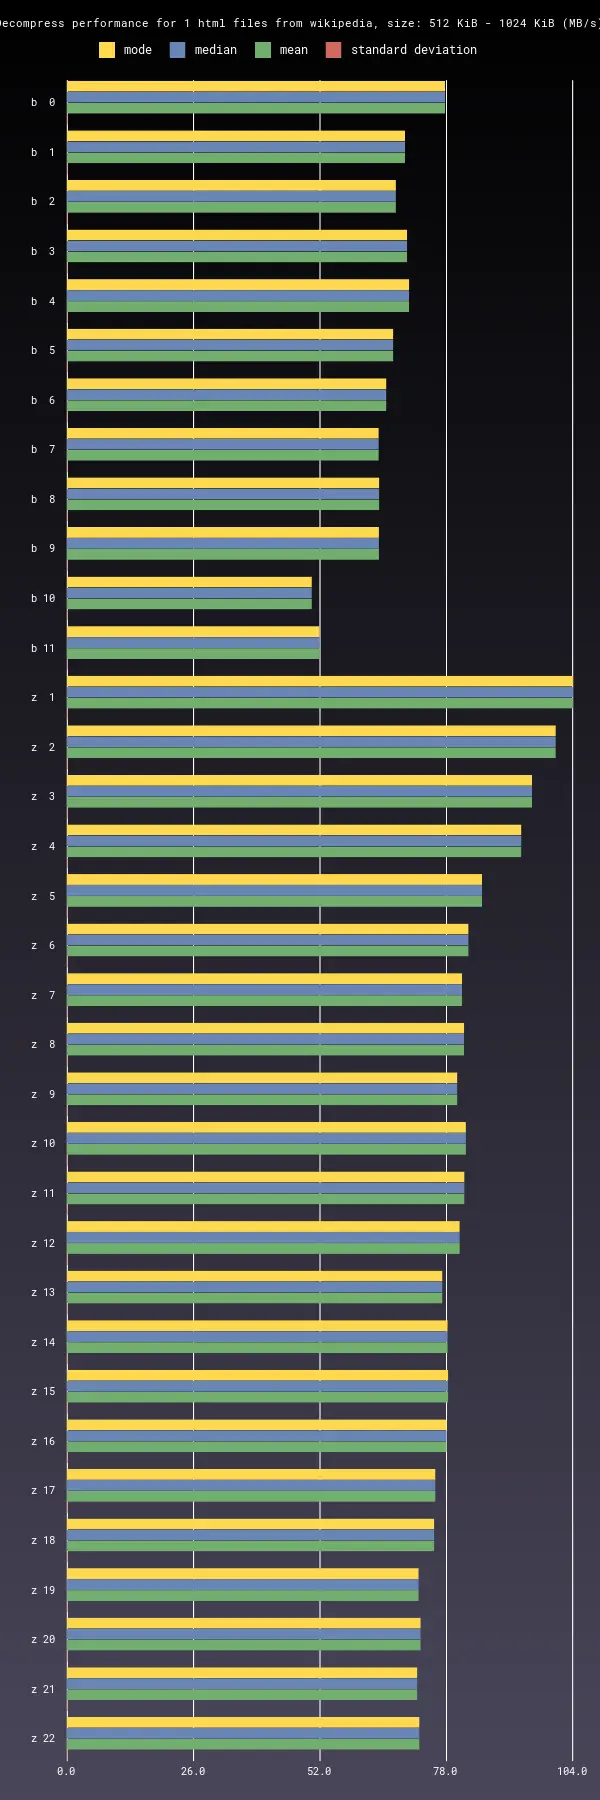 ecompress performance for 1 html files from wikipedia, size: 512 KiB - 1024 KiB (MB/s)
mode median mean standard deviation
b 0
b 1
b 2
b 3
b 4
b 5
b 6
b 7
b 8
b 9
b 10
b 11
z 1
z 2
z 3
z 4
z 5
z 6
z 7
z 8
z 9
z 10
z 11
z 12
z 13
z 14
z 15
z 16
z 17
z 18
z 19
z 20
z 21
z 22
0.0 26.0 52.0 78.0 104.0